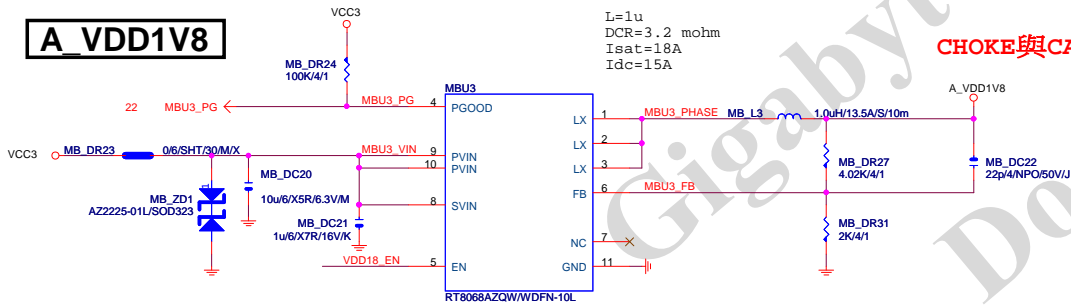 A_VDD1V8
VCC3
L=1u
DCR=3.2 mohm
Isat=18A
Idc=15A
CHOKE與CA
MB_DR24
100K/4/1
MBU3
A_VDD1V8
22 MBU3_PG
MBU3_PG 4 PGOOD
LX 1 MBU3_PHASE MB_L3 1.0uH/13.5A/S/10m
LX 2
LX 3
VCC3 MB_DR23 0/6/SHT/30/M/X MBU3_VIN 9 PVIN
10 PVIN
MB_DR27
4.02K/4/1
MB_DC22
22p/4/NPO/50V/J
MB_ZD1
AZ2225-01L/SOD323
1
MB_DC20
10u/6/X5R/6.3V/M
FB 6 MBU3_FB
8 SVIN
MB_DC21
1u/6/X7R/16V/K
MB_DR31
2K/4/1
NC 7
VDD18_EN 5 EN
GND 11
RT8068AZQW/WDFN-10L
Gigabyt
Do